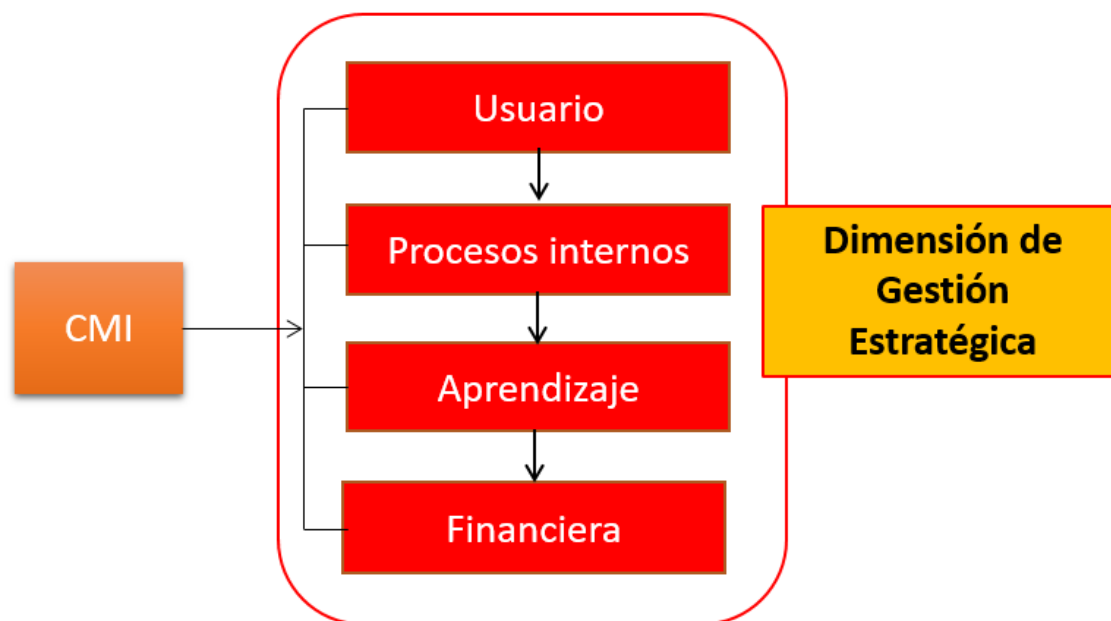 Usuario
Procesos internos
CMI
Aprendizaje
Financiera
Dimensión de
Gestión
Estratégica